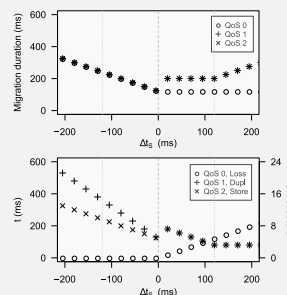 Migration duration (ms)
600
400
200
0
QoS 0
QoS 1
QoS 2
−200 −100 0 100 200
ΔtS (ms)
t (ms)
600
400
200
0
QoS 0, Loss
QoS 1, Dupl
QoS 2, Store
24
16
8
0
−200 −100 0 100 200
ΔtS (ms)